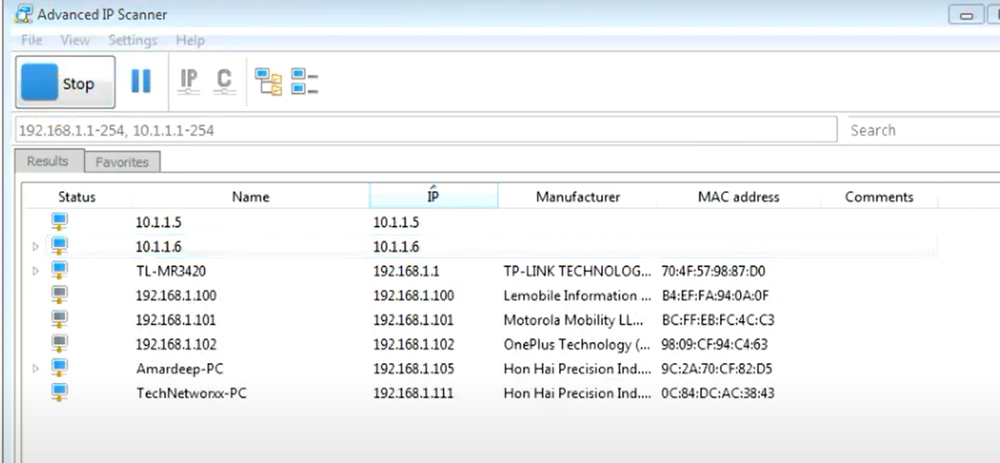 Advanced IP Scanner
File View Settings Help
Stop IP C
192.168.1.1-254, 10.1.1.1-254 Search
Results Favorites
Status Name IP Manufacturer MAC address Comments
10.1.1.5 10.1.1.5
10.1.1.6 10.1.1.6
TL-MR3420 192.168.1.1 TP-LINK TECHNOLOG... 70:4F:57:98:87:D0
192.168.1.100 192.168.1.100 Lemobile Information ... B4:EF:FA:94:0A:0F
192.168.1.101 192.168.1.101 Motorola Mobility LL... BC:FF:EB:FC:4C:C3
192.168.1.102 192.168.1.102 OnePlus Technology (... 98:09:CF:94:C4:63
Amardeep-PC 192.168.1.105 Hon Hai Precision Ind.... 9C:2A:70:CF:82:D5
TechNetworxx-PC 192.168.1.111 Hon Hai Precision Ind.... 0C:84:DC:AC:38:43